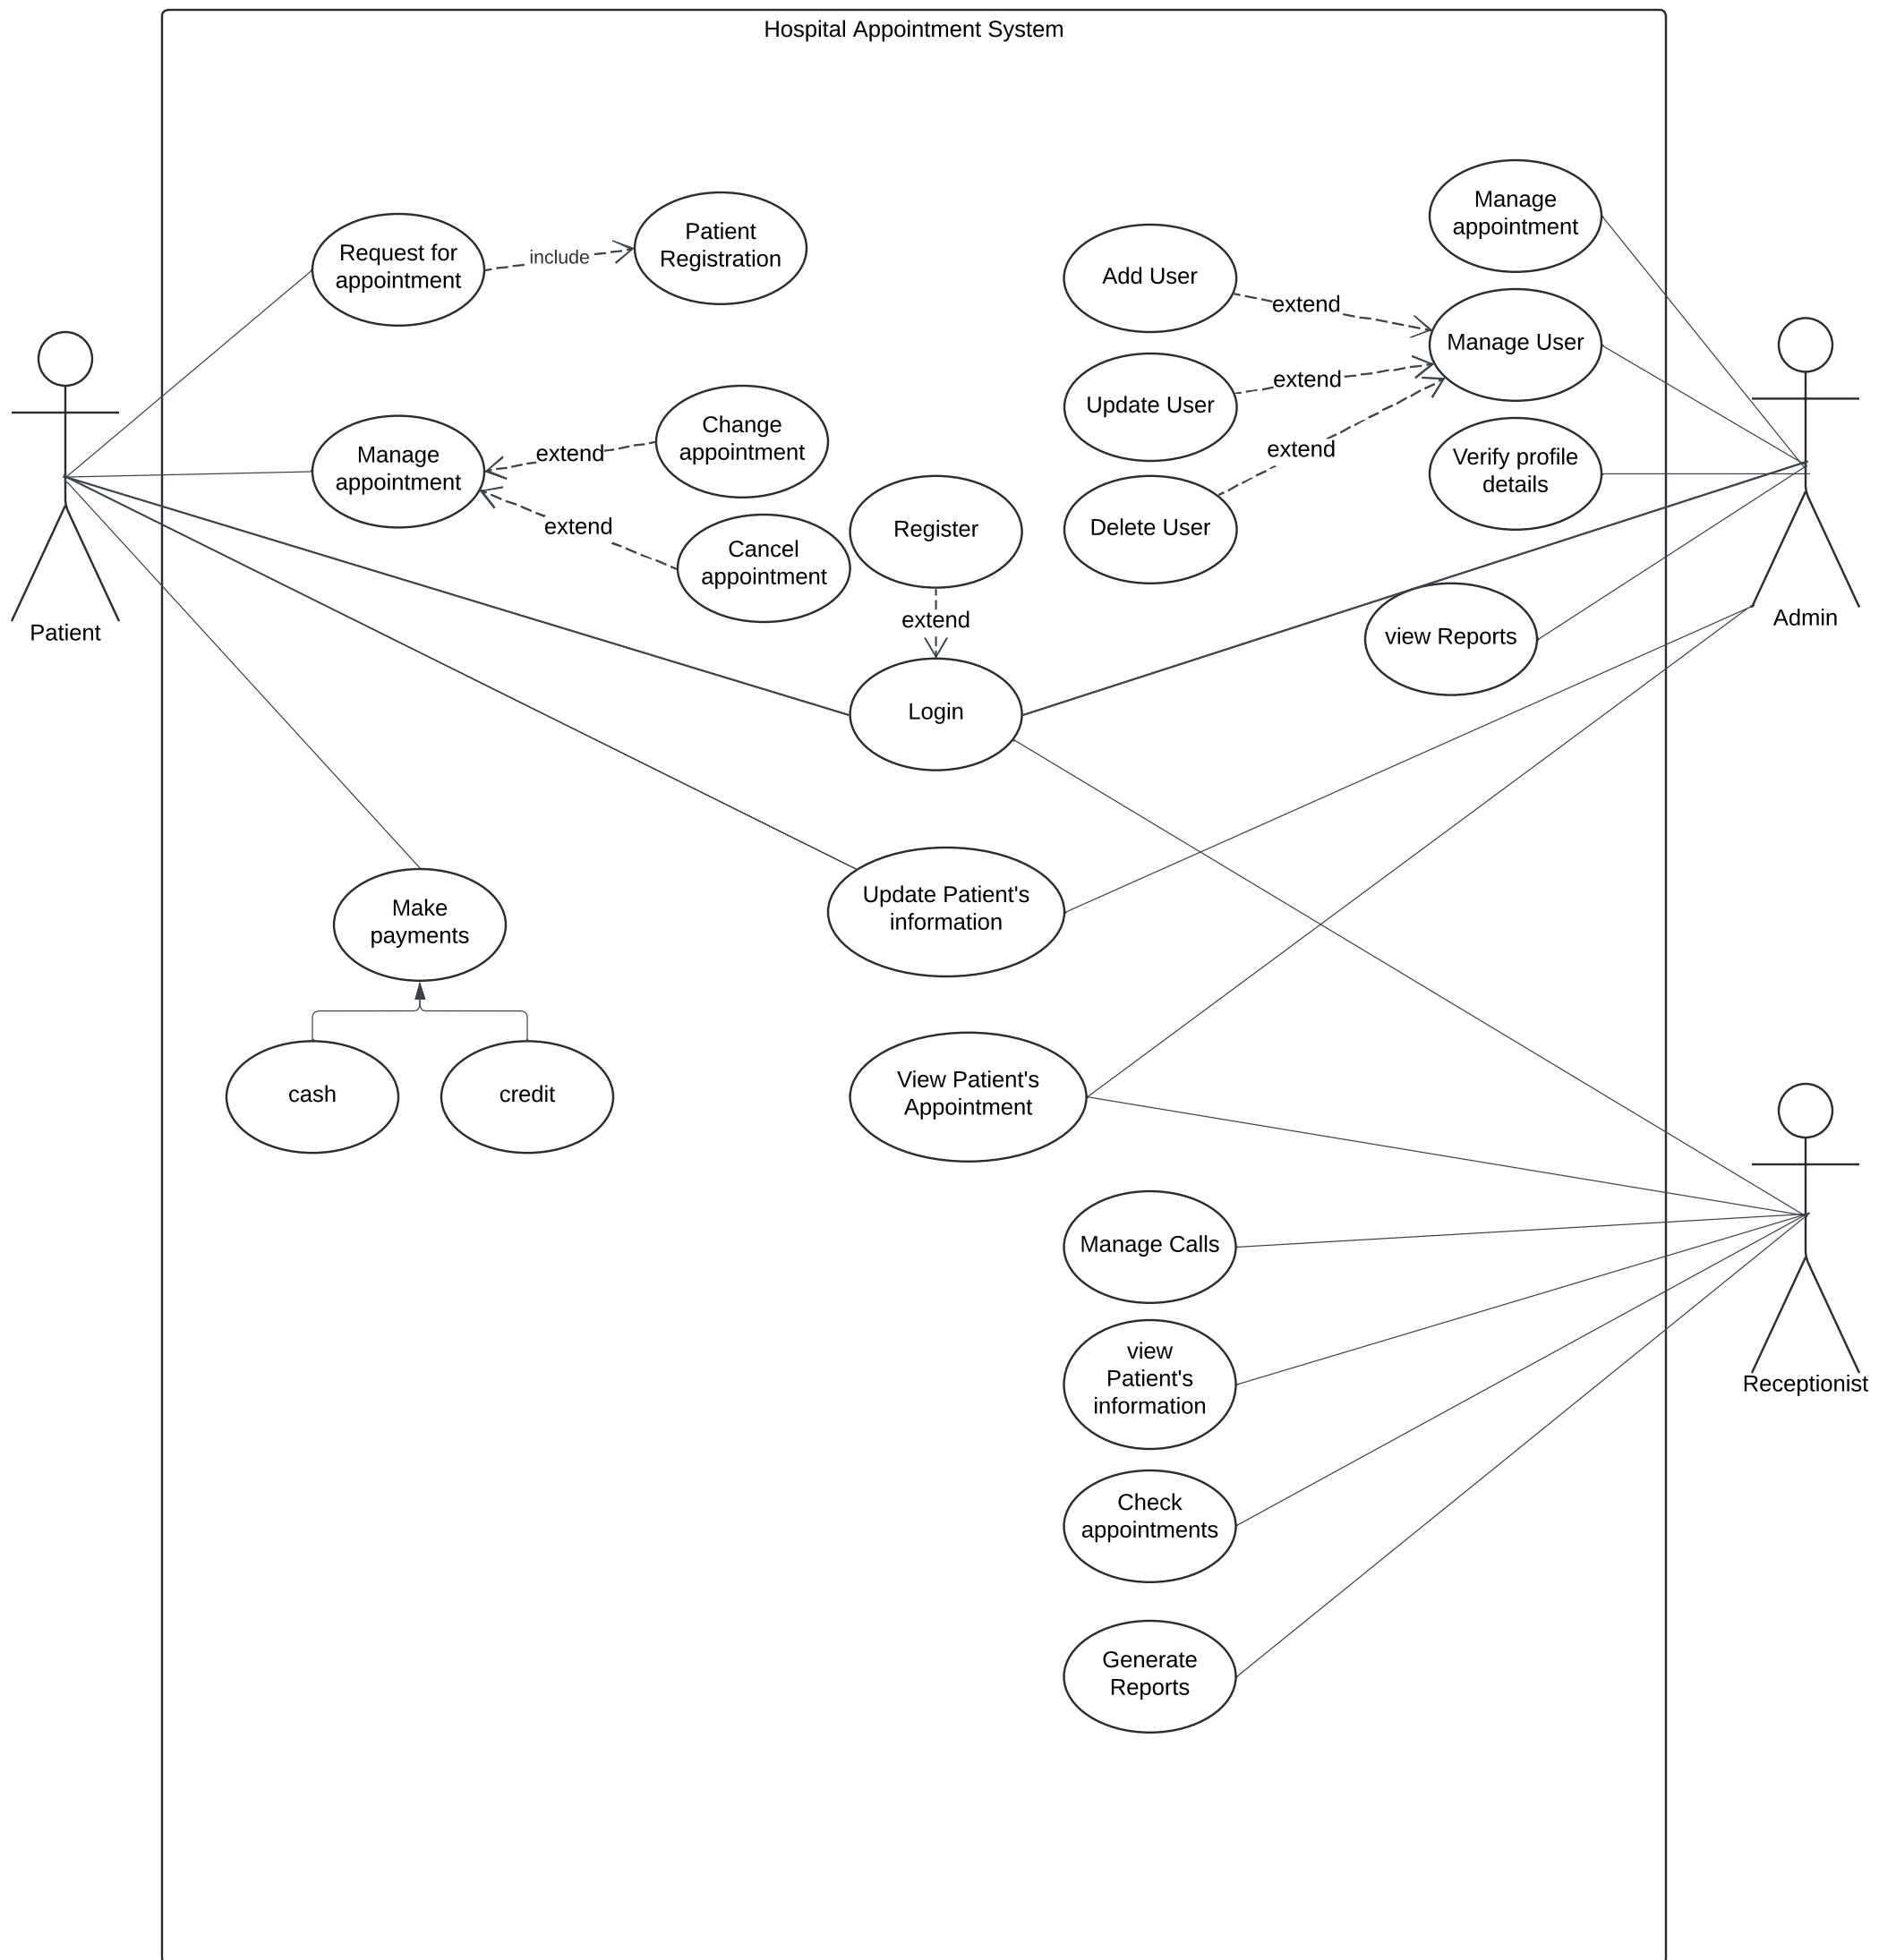 Hospital Appointment System
Request for
appointment
include
Patient
Registration
Manage
appointment
extend
Change
appointment
extend
Cancel
appointment
Patient
Register
extend
Login
Add User
extend
Update User
extend
Delete User
extend
Manage
appointment
Manage User
Verify profile
details
view Reports
Admin
Make
payments
cash
credit
Update Patient's
information
View Patient's
Appointment
Manage Calls
view
Patient's
information
Check
appointments
Generate
Reports
Receptionist